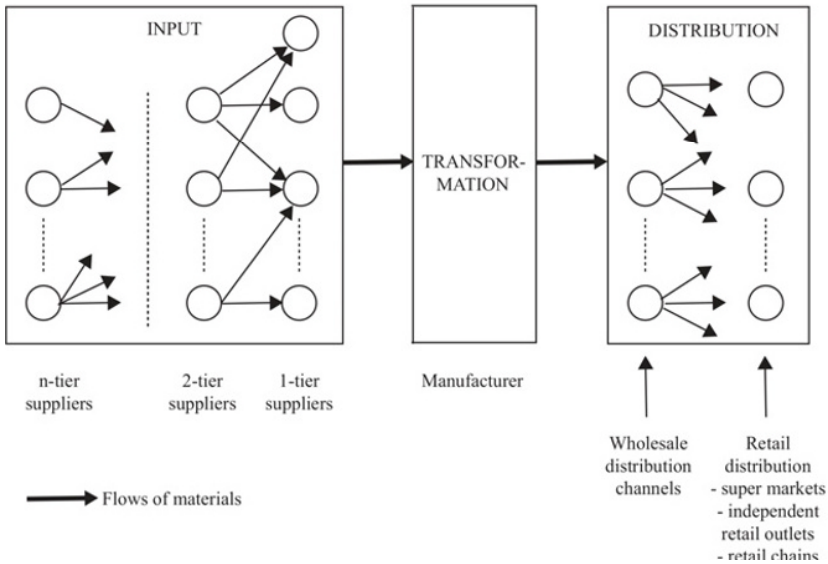 INPUT
DISTRIBUTION
TRANSFOR-
MATION
n-tier
suppliers
2-tier
suppliers
1-tier
suppliers
Manufacturer
Wholesale
distribution
channels
Retail
distribution
- super markets
- independent
retail outlets
- retail chains
Flows of materials